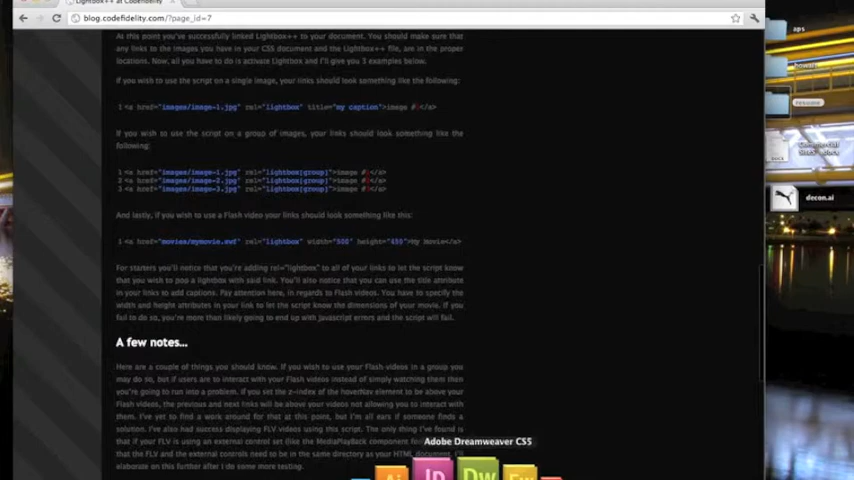 Lightbox++ at Codefidelity
blog.codefidelity.com/?page_id=7
At this point you've successfully linked Lightbox++ to your document. You should make sure that
any links to the images you have in your CSS document and the Lightbox++ file, are in the proper
locations. Now, all you have to do is activate Lightbox and I'll give you 3 examples below.
If you wish to use the script on a single image, your links should look something like the following:
1 <a href="images/image-1.jpg" rel="lightbox" title="my caption">image #1</a>
If you wish to use the script on a group of images, your links should look something like the
following:
1 <a href="images/image-1.jpg" rel="lightbox[group]">image #1</a>
2 <a href="images/image-2.jpg" rel="lightbox[group]">image #2</a>
3 <a href="images/image-3.jpg" rel="lightbox[group]">image #3</a>
And lastly, if you wish to use a Flash video your links should look something like this:
1 <a href="movies/mymovie.swf" rel="lightbox" width="500" height="450">my movie</a>
For starters you'll notice that you're adding rel="lightbox" to all of your links to let the script know
that you wish to pop a lightbox with said link. You'll also notice that you can use the title attribute
in your links to add captions. Pay attention here, in regards to Flash videos. You have to specify the
width and height attributes in your link to let the script know the dimensions of your movie. If you
fail to do so, you're more than likely going to end up with javascript errors and the script will fail.
A few notes...
Here are a couple of things you should know. If you wish to use your Flash videos in a group you
may do so, but if users are to interact with your Flash videos instead of simply watching them then
you're going to run into a problem. If you set the z-index of the hoverNav element to be above your
Flash videos, the previous and next links will be above your videos not allowing you to interact with
them. I've yet to find a work around for that at this point, but I'm all ears if someone finds a
solution. I've also had success displaying FLV videos using this script. The only thing I've found is
that if your FLV is using an external control set (like the MediaPlayBack component
that the FLV and the external controls need to be in the same directory as your HTML document. I'll
elaborate on this further after I do some more testing.
Adobe Dreamweaver CS5
Ai
Dw
Fw
aps
resume
Commercial
decon.ai